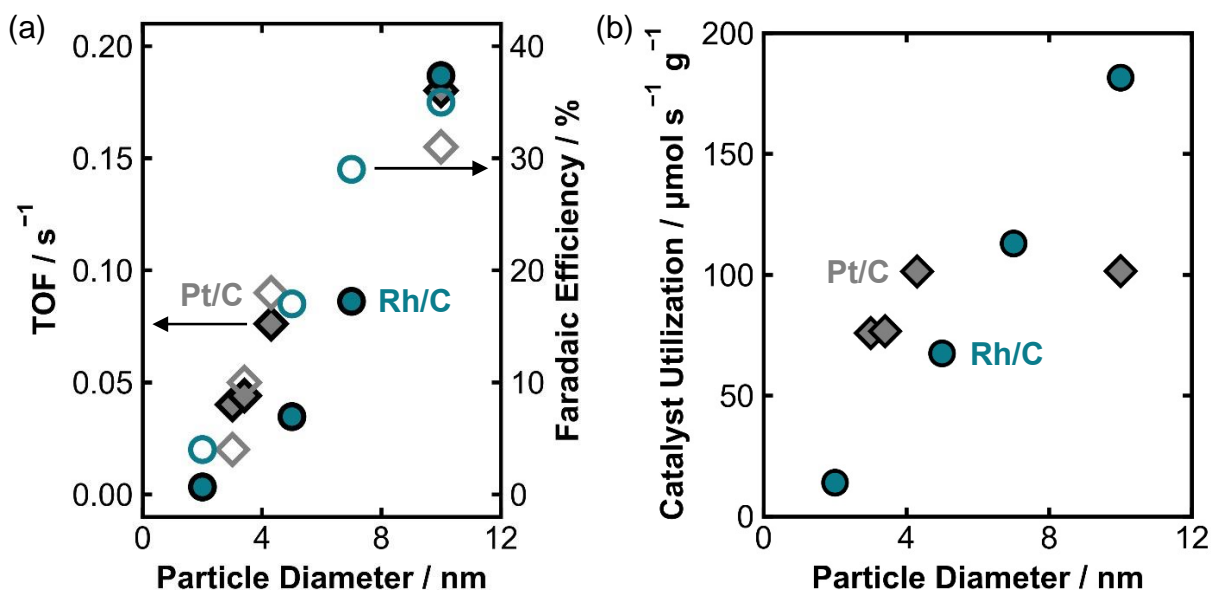 (a)
TOF / s⁻¹
0.20
0.15
0.10
0.05
0.00
Pt/C
Rh/C
40
30
20
10
0
Faradaic Efficiency / %
0 4 8 12
Particle Diameter / nm
(b)
Catalyst Utilization / µmol s⁻¹ g⁻¹
200
150
100
50
0
Pt/C
Rh/C
0 4 8 12
Particle Diameter / nm